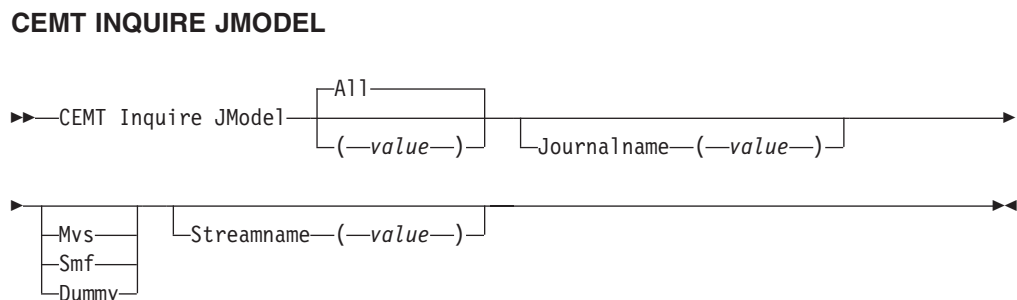 CEMT INQUIRE JMODEL
All
CEMT Inquire JModel
(value)
Journalname(value)
Mvs
Streamname(value)
Smf
Dummy